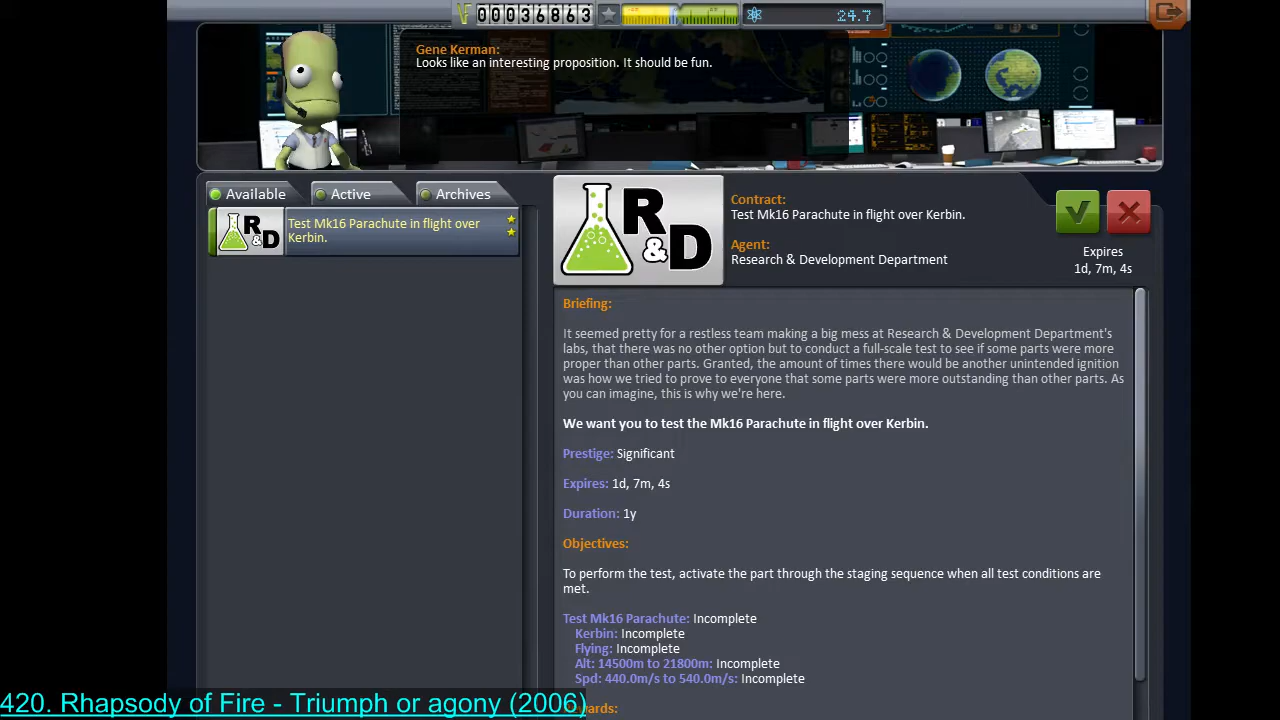 00036863
24.7
Gene Kerman:
Looks like an interesting proposition. It should be fun.
Available
Active
Archives
R&D
Test Mk16 Parachute in flight over
Kerbin.
R
&D
Contract:
Test Mk16 Parachute in flight over Kerbin.
Agent:
Research & Development Department
Expires
1d, 7m, 4s
Briefing:
It seemed pretty for a restless team making a big mess at Research & Development Department's
labs, that there was no other option but to conduct a full-scale test to see if some parts were more
proper than other parts. Granted, the amount of times there would be another unintended ignition
was how we tried to prove to everyone that some parts were more outstanding than other parts. As
you can imagine, this is why we're here.
We want you to test the Mk16 Parachute in flight over Kerbin.
Prestige: Significant
Expires: 1d, 7m, 4s
Duration: 1y
Objectives:
To perform the test, activate the part through the staging sequence when all test conditions are
met.
Test Mk16 Parachute: Incomplete
Kerbin: Incomplete
Flying: Incomplete
Alt: 14500m to 21800m: Incomplete
Spd: 440.0m/s to 540.0m/s: Incomplete
420. Rhapsody of Fire - Triumph or agony (2006)